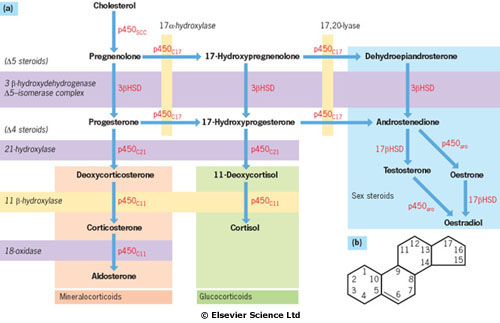 (a)
Cholesterol
p450SCC
17α-hydroxylase
17,20-lyase
Pregnenolone
p450C17
17-Hydroxypregnenolone
p450C17
Dehydroepiandrosterone
(Δ5 steroids)
3 β-hydroxydehydrogenase
Δ5-isomerase complex
3βHSD
3βHSD
3βHSD
Progesterone
p450C17
17-Hydroxyprogesterone
p450C17
Androstenedione
(Δ4 steroids)
21-hydroxylase
p450C21
p450C21
17βHSD
p450aro
Deoxycorticosterone
11-Deoxycortisol
Testosterone
Oestrone
11 β-hydroxylase
p450C11
p450C11
Sex steroids
p450aro
17βHSD
Corticosterone
Cortisol
Oestradiol
18-oxidase
p450C11
Aldosterone
Mineralocorticoids
Glucocorticoids
(b)
1
2
3
4
5
6
7
8
9
10
11
12
13
14
15
16
17
© Elsevier Science Ltd